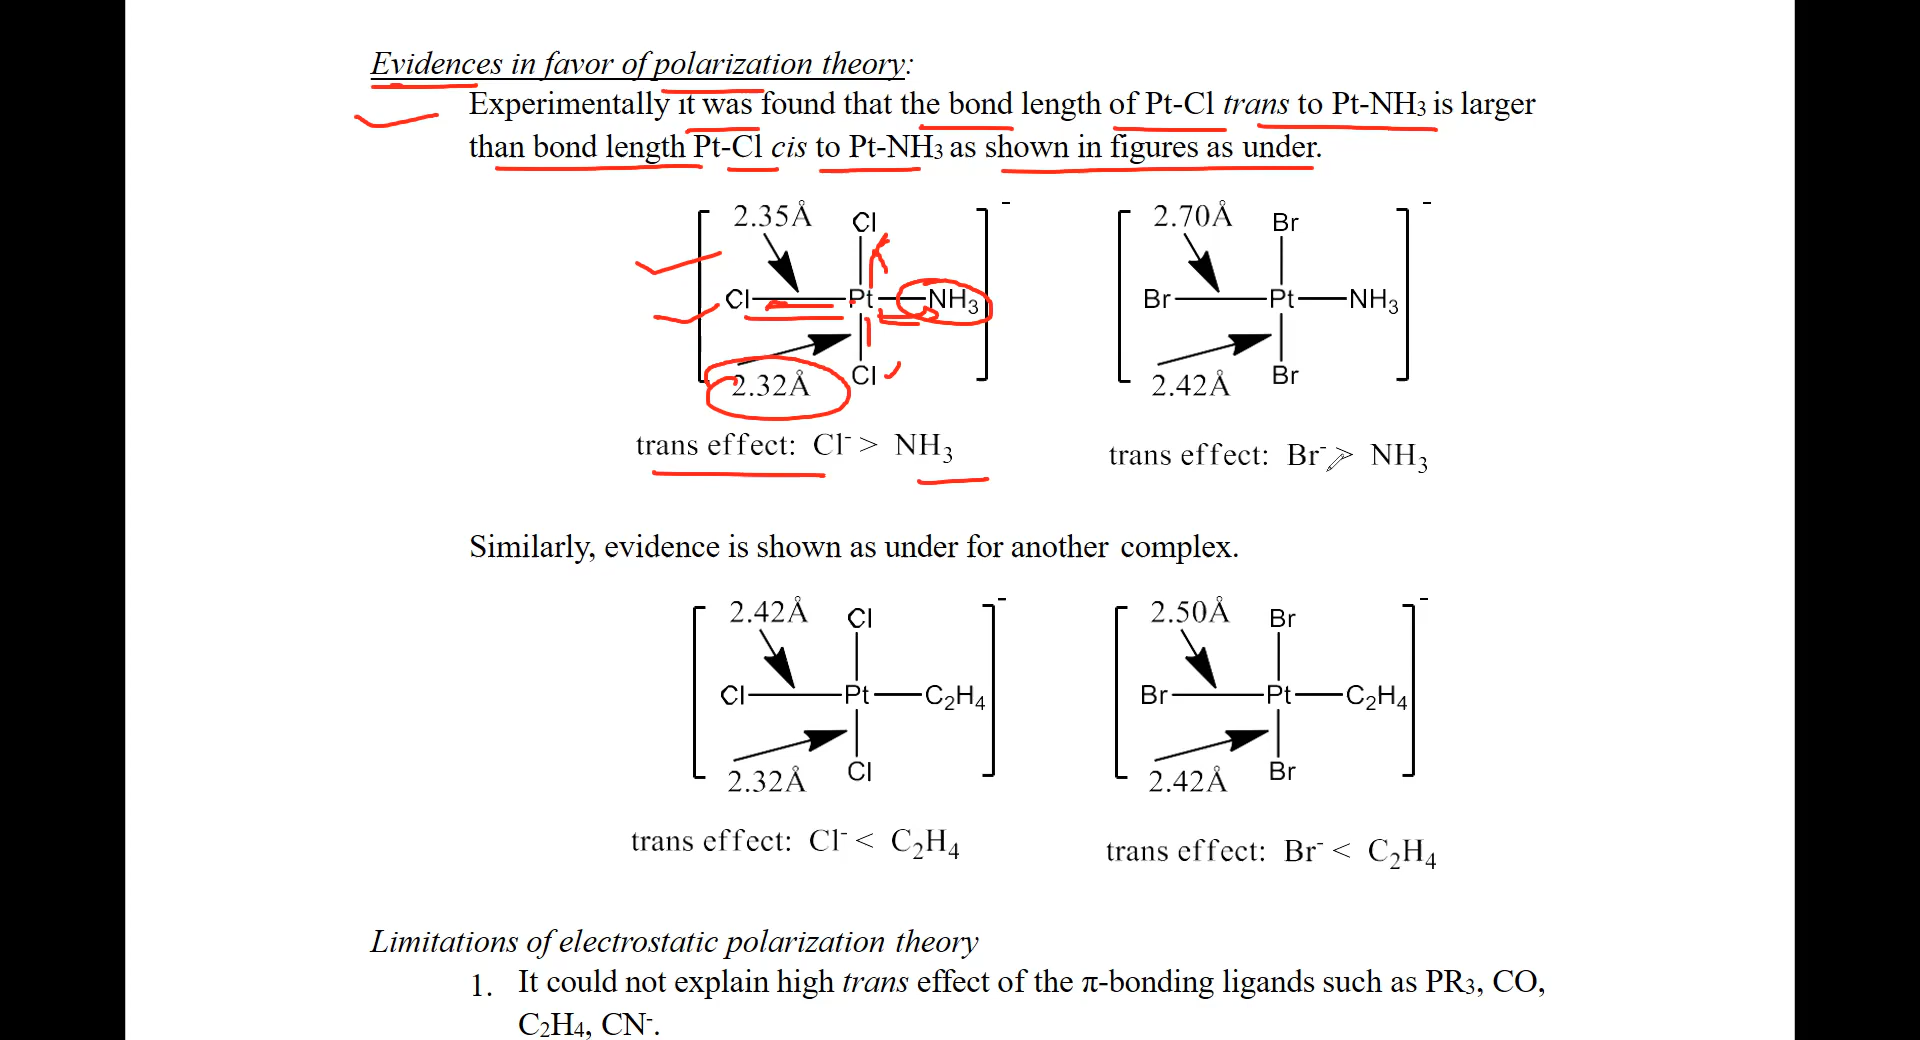 Evidences in favor of polarization theory:
Experimentally it was found that the bond length of Pt-Cl trans to Pt-NH3 is larger
than bond length Pt-Cl cis to Pt-NH3 as shown in figures as under.
2.35Å Cl -
Cl Pt NH3
2.32Å Cl
trans effect: Cl- > NH3
2.70Å Br -
Br Pt NH3
2.42Å Br
trans effect: Br- > NH3
Similarly, evidence is shown as under for another complex.
2.42Å Cl -
Cl Pt C2H4
2.32Å Cl
trans effect: Cl- < C2H4
2.50Å Br -
Br Pt C2H4
2.42Å Br
trans effect: Br- < C2H4
Limitations of electrostatic polarization theory
1. It could not explain high trans effect of the π-bonding ligands such as PR3, CO,
C2H4, CN-.